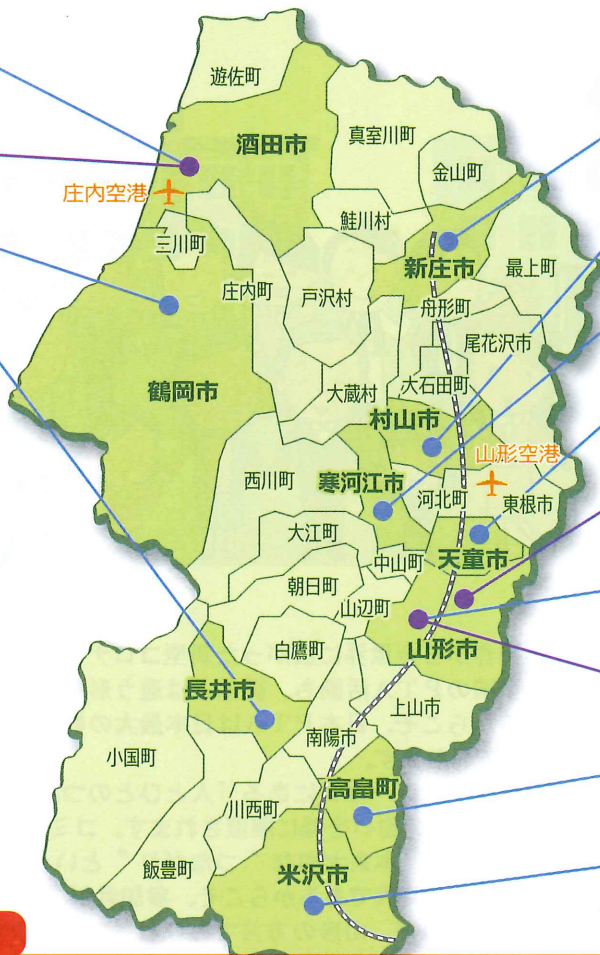 遊佐町
酒田市
真室川町
金山町
庄内空港
鮭川村
三川町
新庄市
最上町
庄内町
戸沢村
舟形町
尾花沢市
鶴岡市
大蔵村
大石田町
村山市
山形空港
西川町
寒河江市
河北町
東根市
大江町
中山町
天童市
朝日町
山辺町
白鷹町
山形市
長井市
上山市
南陽市
小国町
高畠町
川西町
飯豊町
米沢市